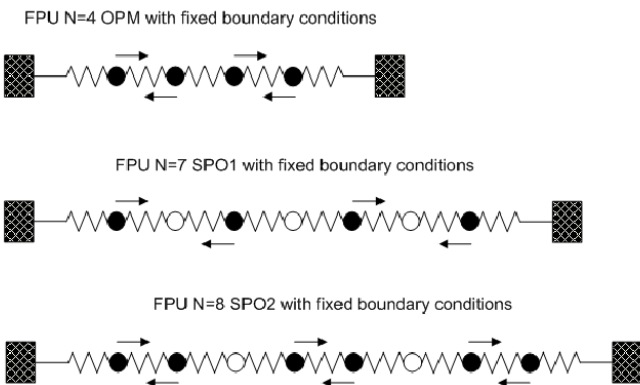 FPU N=4 OPM with fixed boundary conditions
FPU N=7 SPO1 with fixed boundary conditions
FPU N=8 SPO2 with fixed boundary conditions